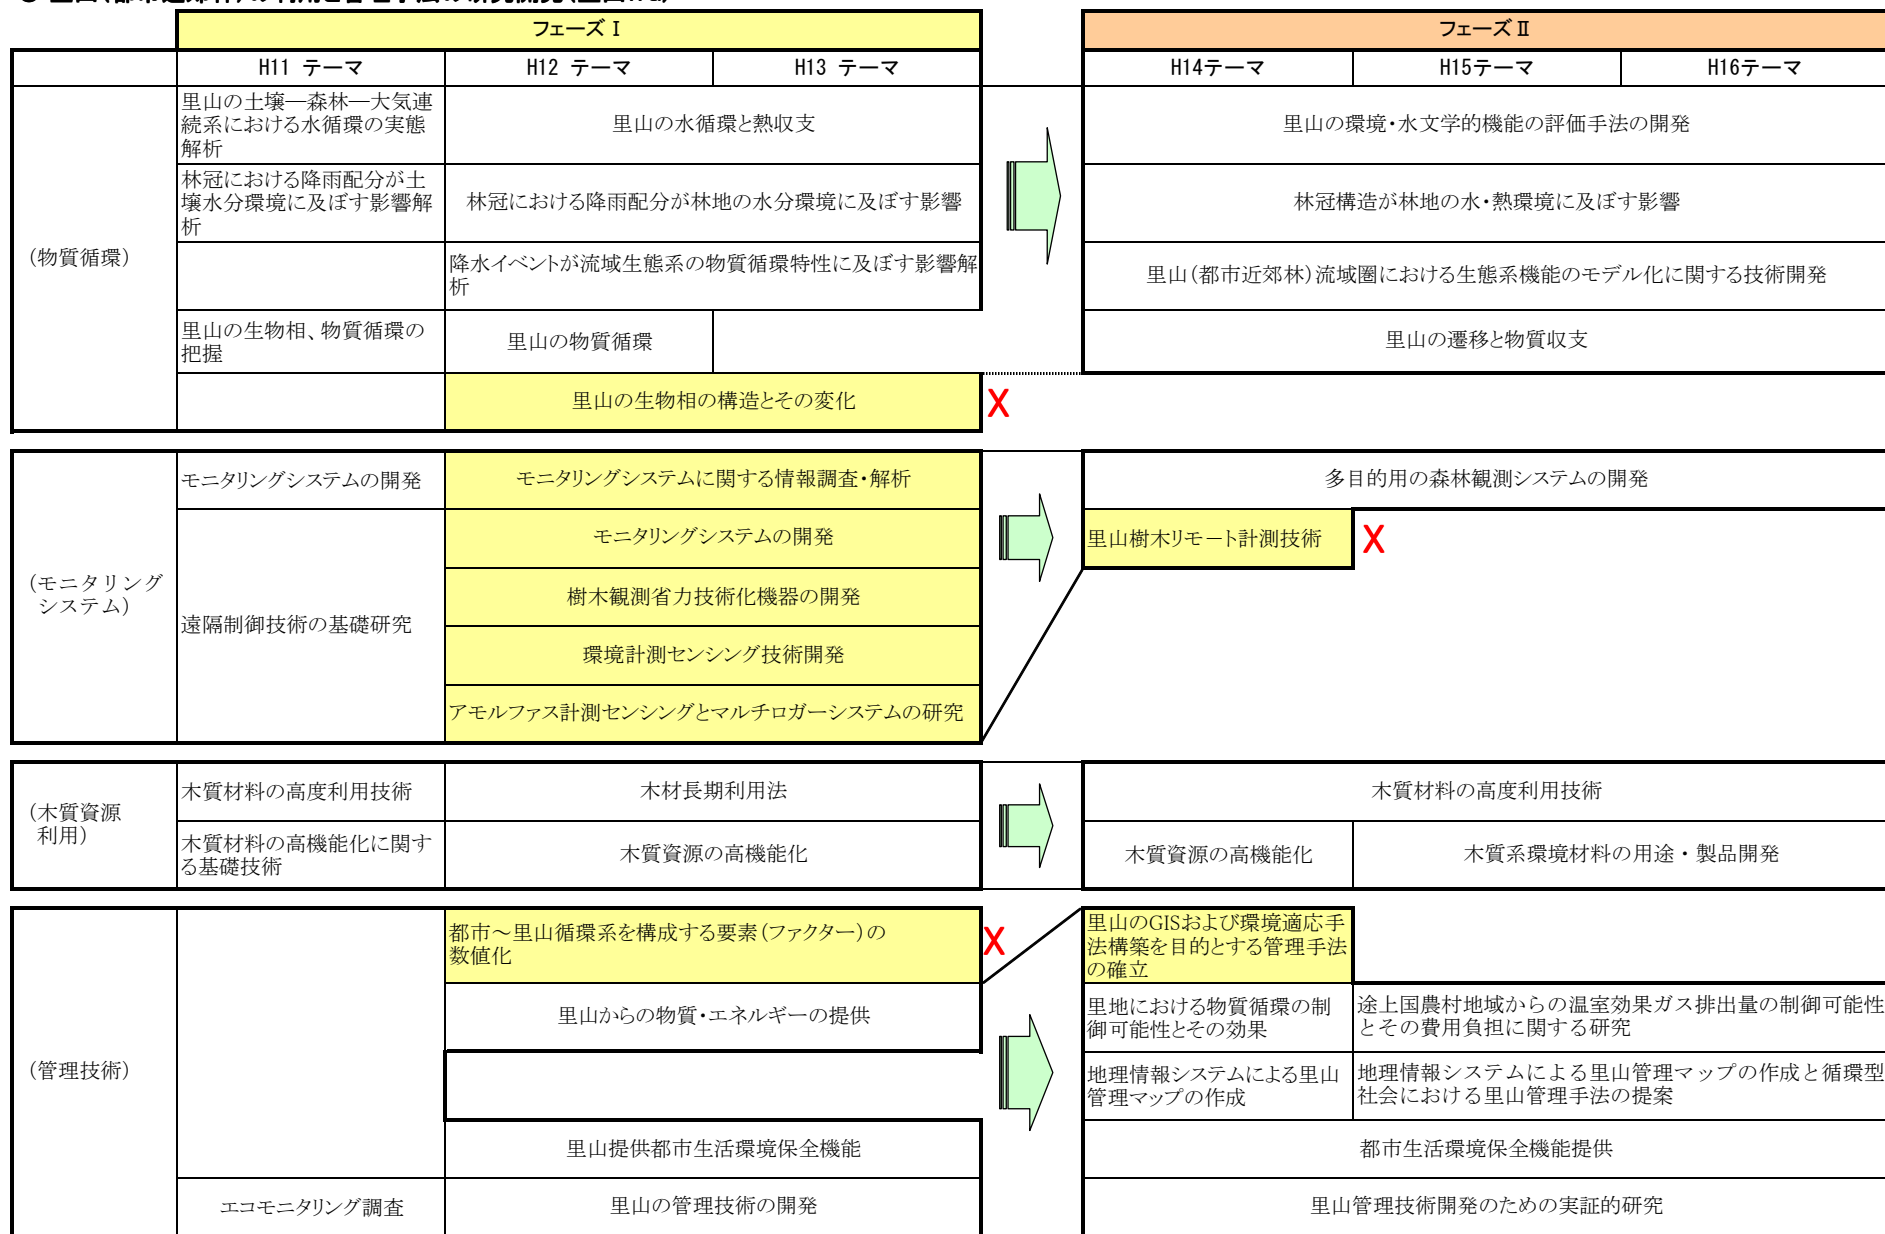 フェーズⅠ
フェーズⅡ
H11 テーマ
H12 テーマ
H13 テーマ
H14テーマ
H15テーマ
H16テーマ
(物質循環)
里山の土壌―森林―大気連
続系における水循環の実態
解析
里山の水循環と熱収支
里山の環境・水文学的機能の評価手法の開発
林冠における降雨配分が土
壌水分環境に及ぼす影響解
析
林冠における降雨配分が林地の水分環境に及ぼす影響
林冠構造が林地の水・熱環境に及ぼす影響
降水イベントが流域生態系の物質循環特性に及ぼす影響解
析
里山(都市近郊林)流域圏における生態系機能のモデル化に関する技術開発
里山の生物相、物質循環の
把握
里山の物質循環
里山の遷移と物質収支
里山の生物相の構造とその変化
X
(モニタリング
システム)
モニタリングシステムの開発
モニタリングシステムに関する情報調査・解析
多目的用の森林観測システムの開発
遠隔制御技術の基礎研究
モニタリングシステムの開発
里山樹木リモート計測技術
X
樹木観測省力技術化機器の開発
環境計測センシング技術開発
アモルファス計測センシングとマルチロガーシステムの研究
(木質資源
利用)
木質材料の高度利用技術
木材長期利用法
木質材料の高度利用技術
木質材料の高機能化に関す
る基礎技術
木質資源の高機能化
木質資源の高機能化
木質系環境材料の用途・製品開発
(管理技術)
都市～里山循環系を構成する要素(ファクター)の
数値化
X
里山のGISおよび環境適応手
法構築を目的とする管理手法
の確立
里山からの物質・エネルギーの提供
里地における物質循環の制
御可能性とその効果
途上国農村地域からの温室効果ガス排出量の制御可能性
とその費用負担に関する研究
地理情報システムによる里山
管理マップの作成
地理情報システムによる里山管理マップの作成と循環型
社会における里山管理手法の提案
里山提供都市生活環境保全機能
都市生活環境保全機能提供
エコモニタリング調査
里山の管理技術の開発
里山管理技術開発のための実証的研究